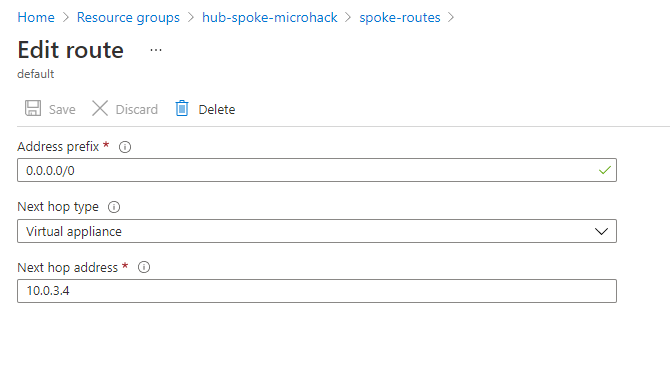 Home > Resource groups > hub-spoke-microhack > spoke-routes >
Edit route ...
default
Save Discard Delete
Address prefix *
0.0.0.0/0
Next hop type
Virtual appliance
Next hop address *
10.0.3.4